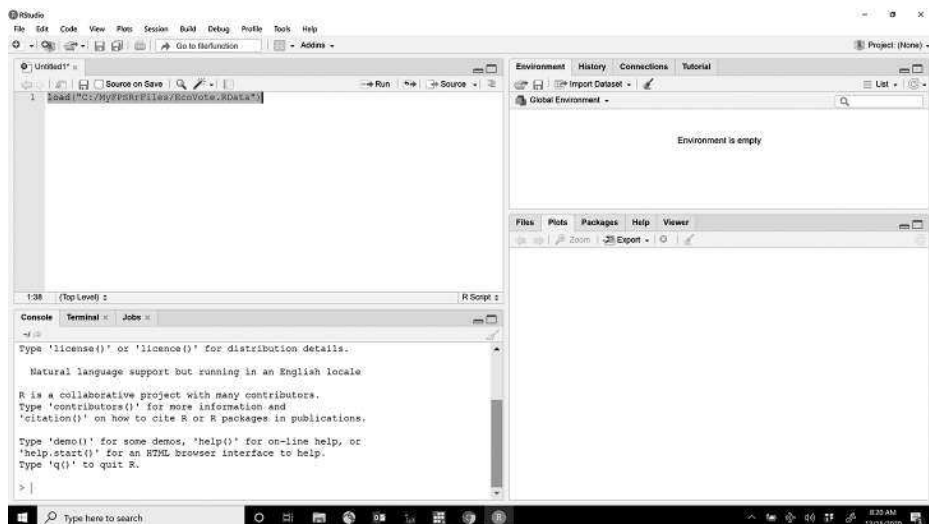 RStudio
File Edit Code View Plots Session Build Debug Profile Tools Help
Go to file/function Addins Project: (None)
Untitled1*
Source on Save Run Source
1 load("C:/MyFPSRrFiles/EcoVote.RData")
1:38 (Top Level) R Script
Console Terminal Jobs
Type 'license()' or 'licence()' for distribution details.
Natural language support but running in an English locale
R is a collaborative project with many contributors.
Type 'contributors()' for more information and
'citation()' on how to cite R or R packages in publications.
Type 'demo()' for some demos, 'help()' for on-line help, or
'help.start()' for an HTML browser interface to help.
Type 'q()' to quit R.
>
Environment History Connections Tutorial
Import Dataset List
Global Environment
Environment is empty
Files Plots Packages Help Viewer
Zoom Export
Type here to search
8:20 AM